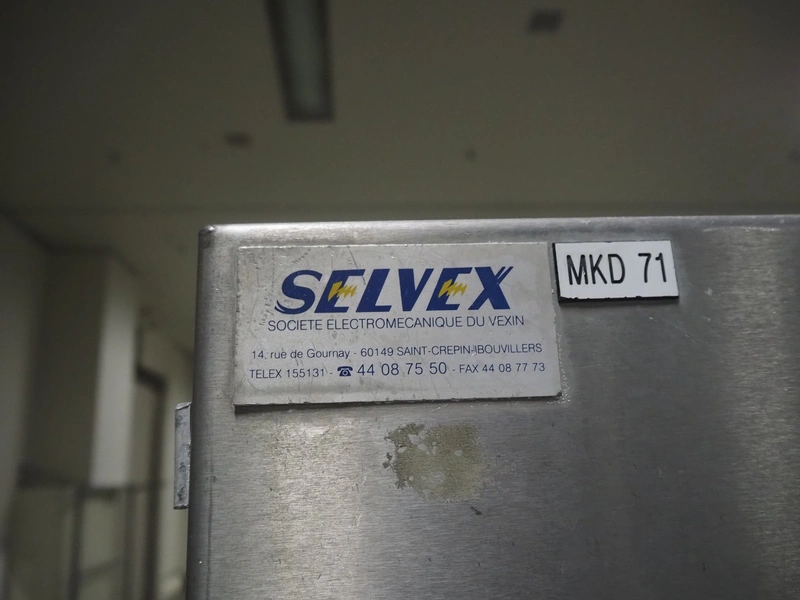 SELVEX
SOCIETE ELECTROMECANIQUE DU VEXIN
14, rue de Gournay - 60149 SAINT-CREPIN-IBOUVILLERS
TELEX 155131 - ☎ 44 08 75 50 - FAX 44 08 77 73
MKD 71